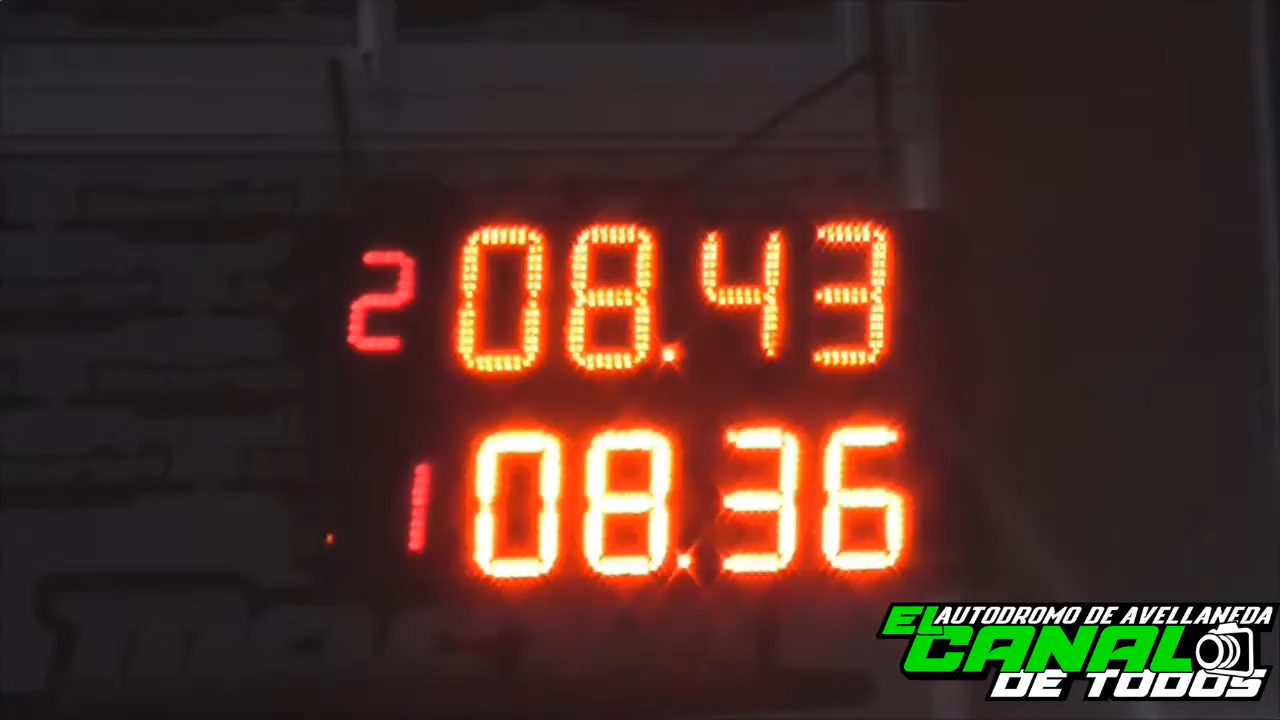 2 08.43
1 08.36
AUTODROMO DE AVELLANEDA
EL CANAL
DE TODOS